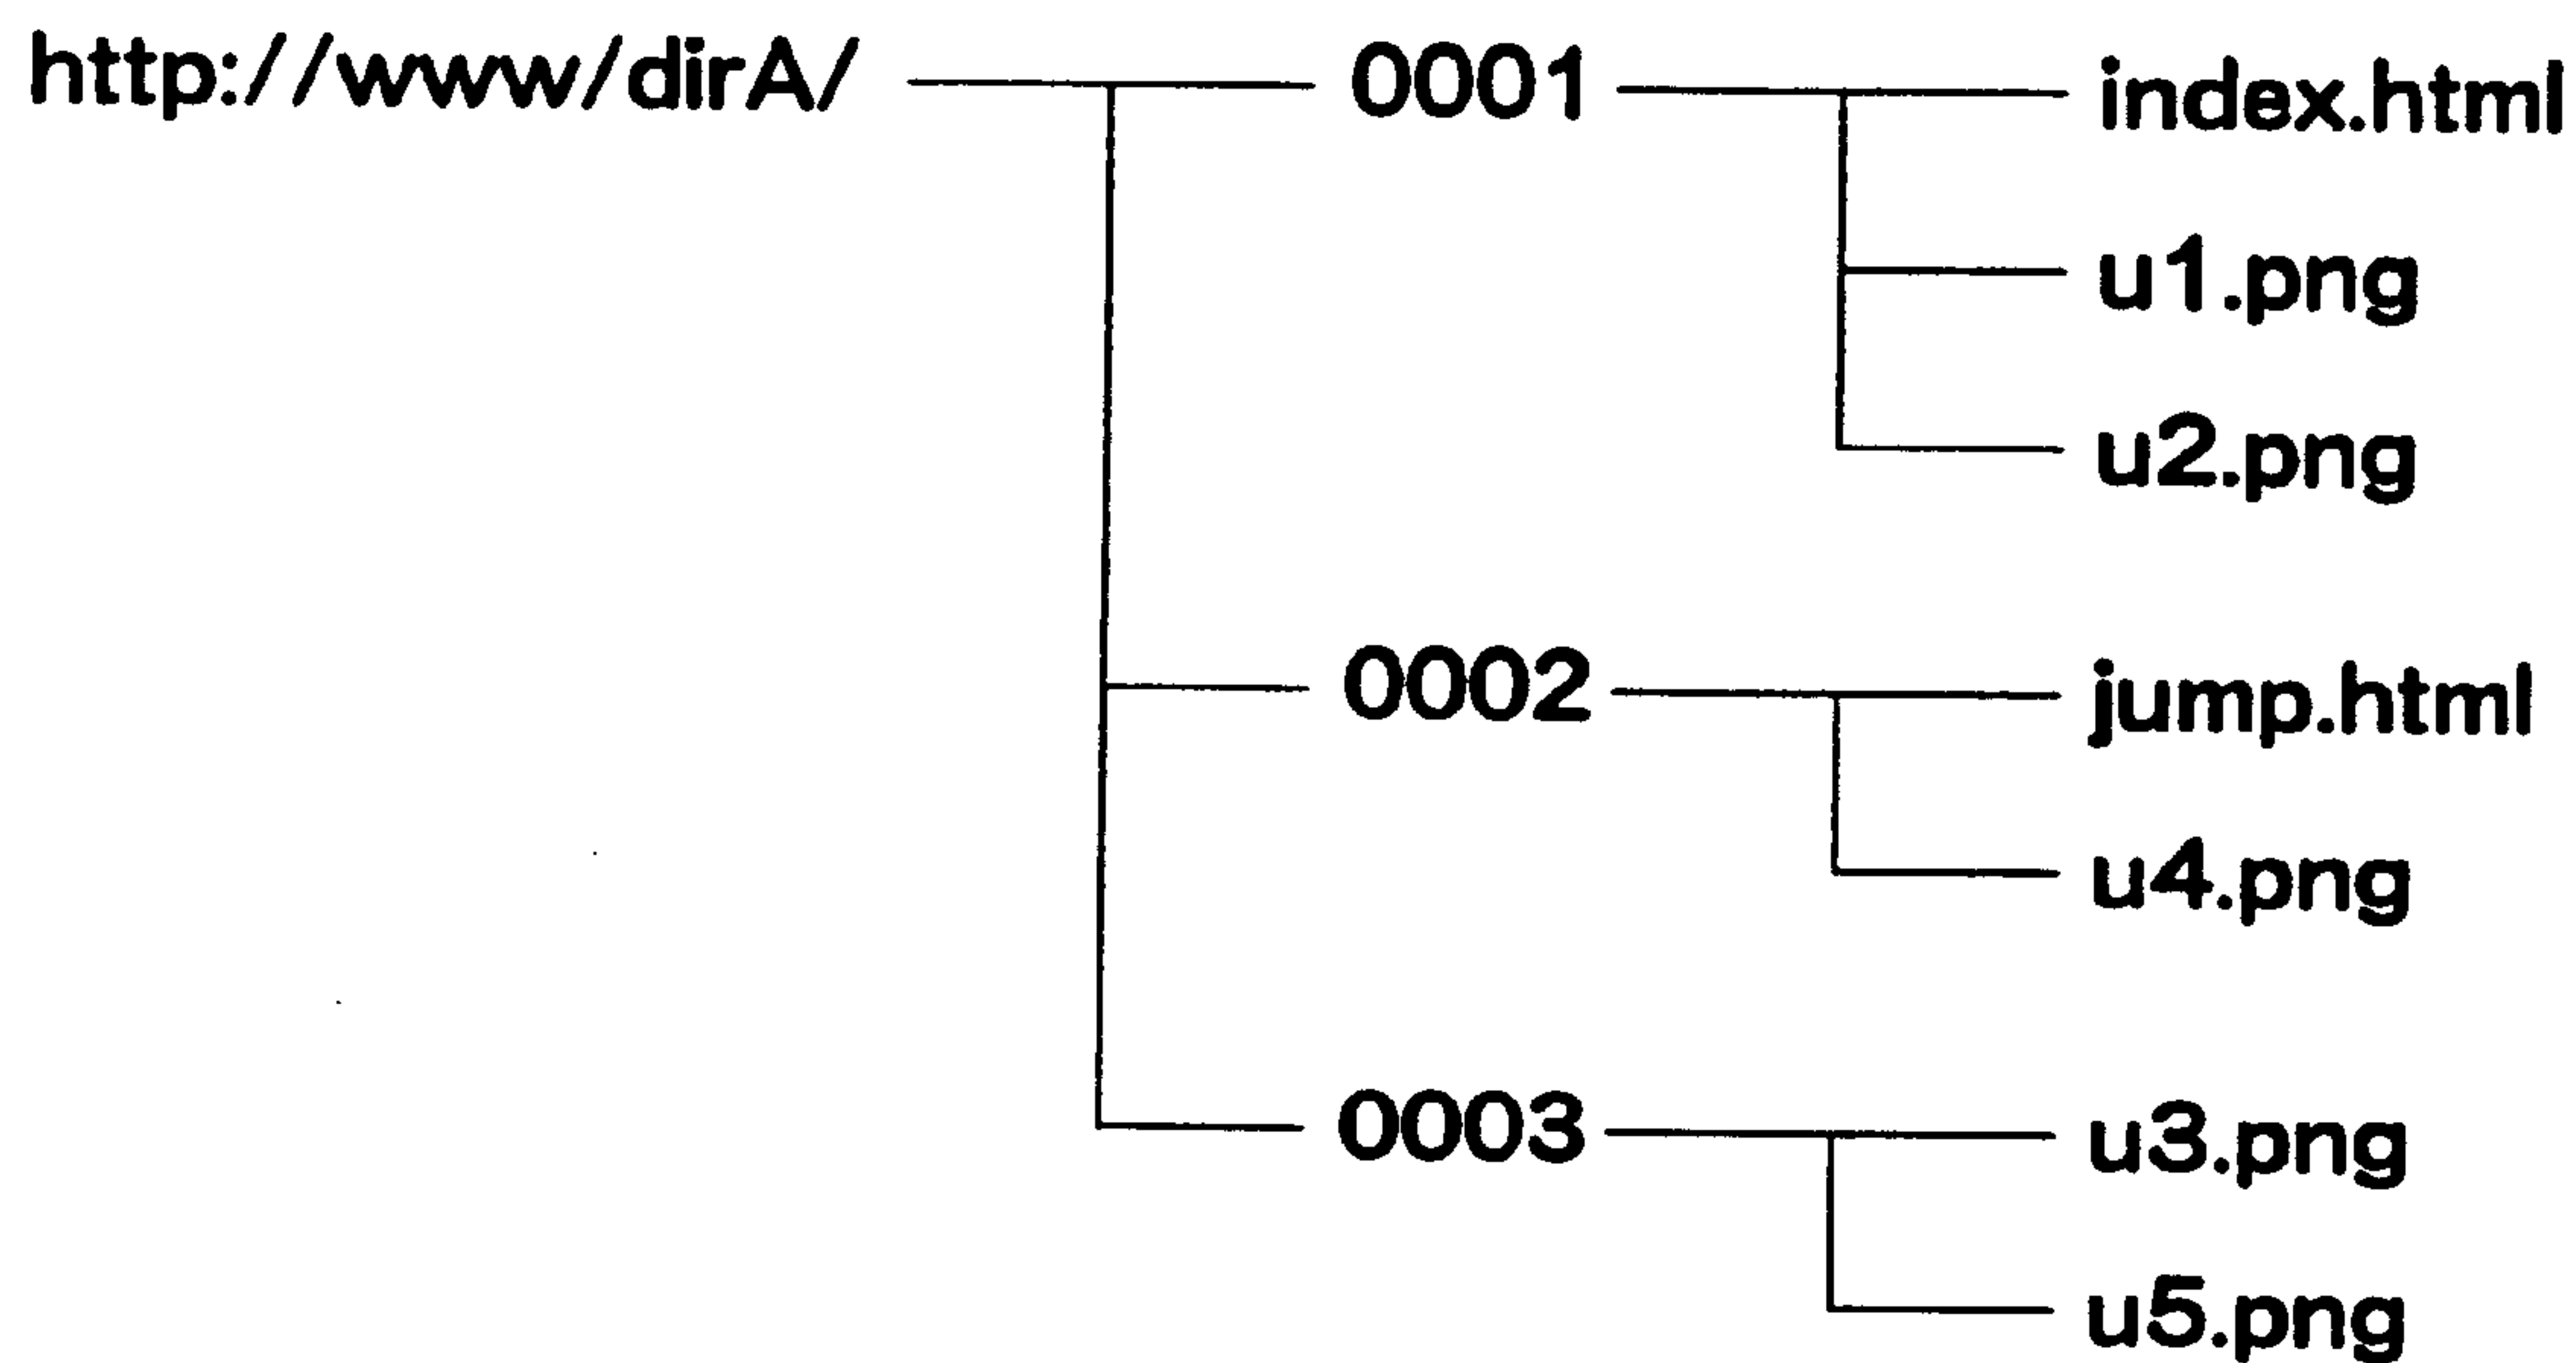 http://www/dirA/ 0001 index.html
u1.png
u2.png
0002 jump.html
u4.png
0003 u3.png
u5.png